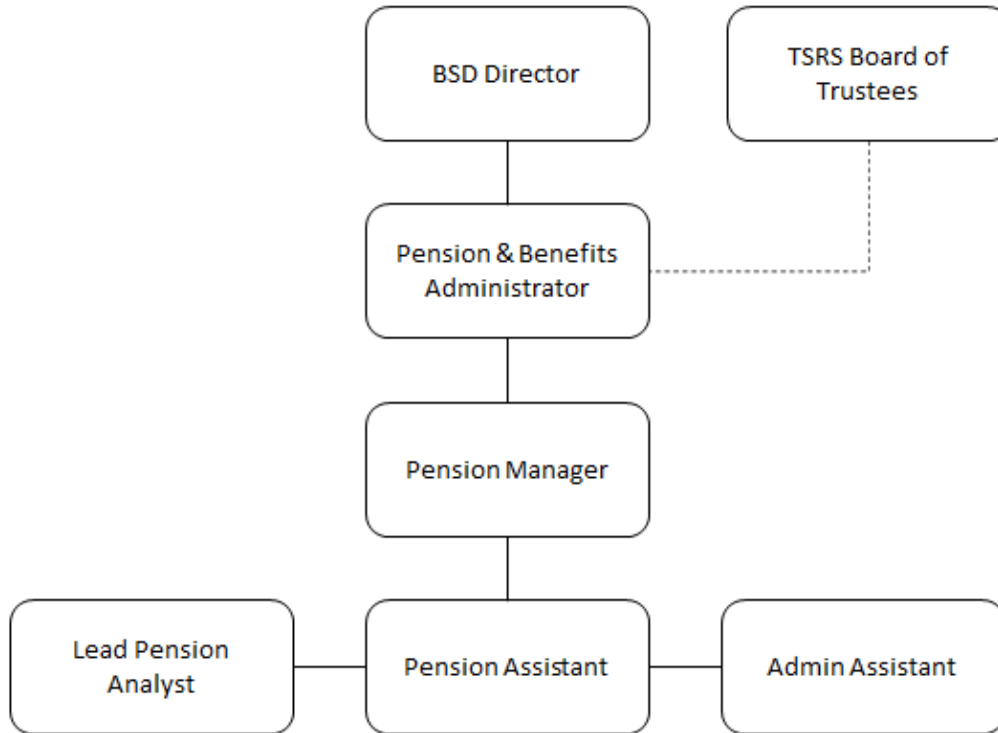 BSD Director
TSRS Board of
Trustees
Pension & Benefits
Administrator
Pension Manager
Lead Pension
Analyst
Pension Assistant
Admin Assistant